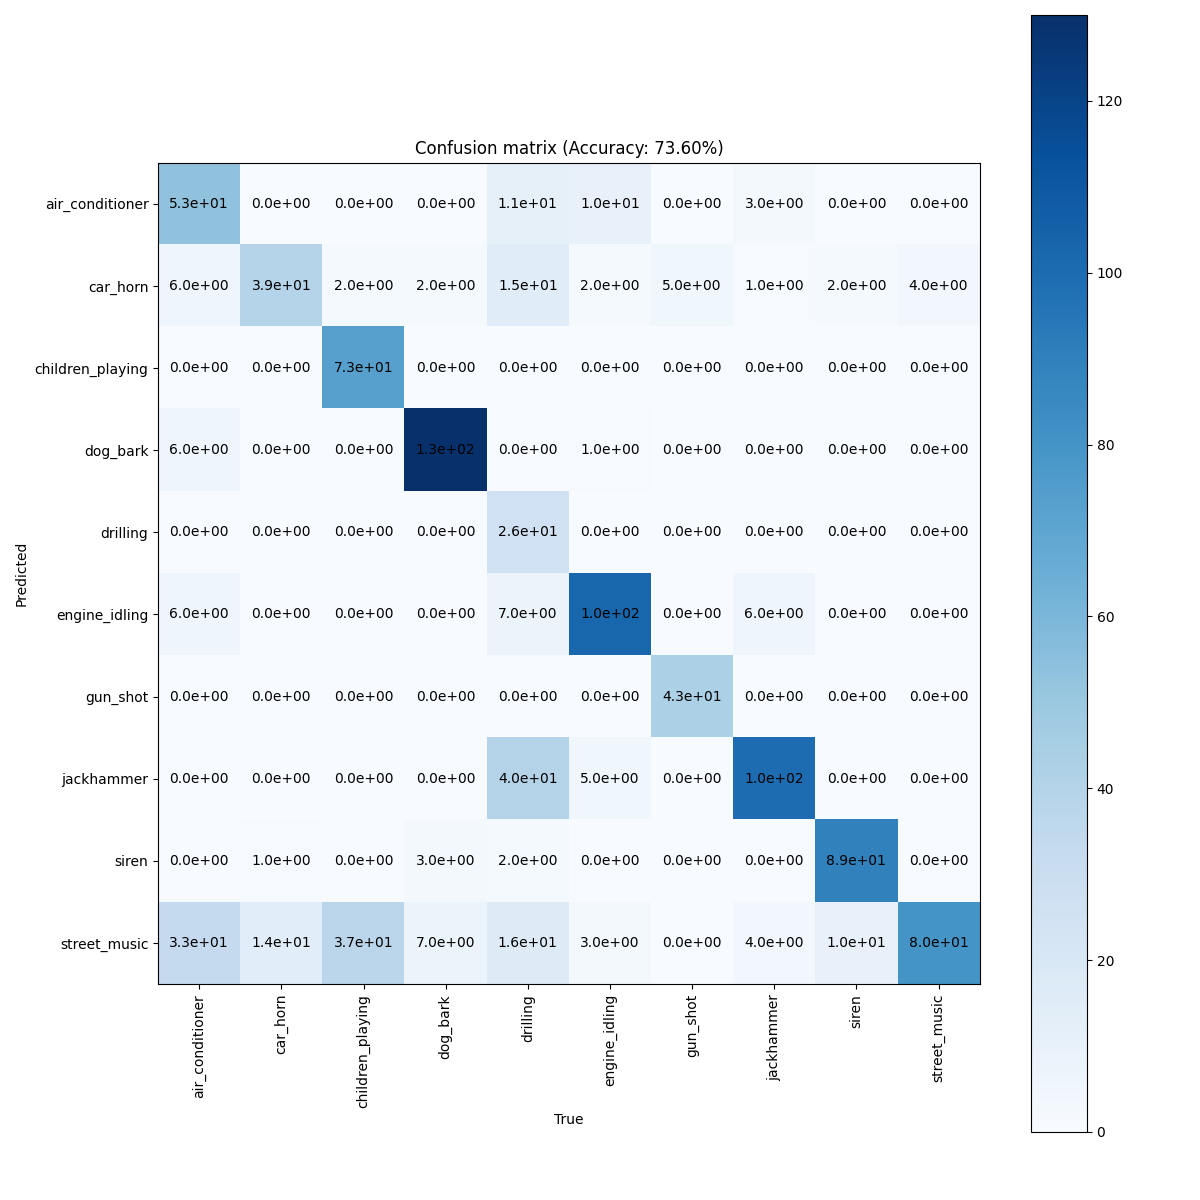 Confusion matrix (Accuracy: 73.60%)
air_conditioner 5.3e+01 0.0e+00 0.0e+00 0.0e+00 1.1e+01 1.0e+01 0.0e+00 3.0e+00 0.0e+00 0.0e+00
car_horn 6.0e+00 3.9e+01 2.0e+00 2.0e+00 1.5e+01 2.0e+00 5.0e+00 1.0e+00 2.0e+00 4.0e+00
children_playing 0.0e+00 0.0e+00 7.3e+01 0.0e+00 0.0e+00 0.0e+00 0.0e+00 0.0e+00 0.0e+00 0.0e+00
dog_bark 6.0e+00 0.0e+00 0.0e+00 1.3e+02 0.0e+00 1.0e+00 0.0e+00 0.0e+00 0.0e+00 0.0e+00
drilling 0.0e+00 0.0e+00 0.0e+00 0.0e+00 2.6e+01 0.0e+00 0.0e+00 0.0e+00 0.0e+00 0.0e+00
engine_idling 6.0e+00 0.0e+00 0.0e+00 0.0e+00 7.0e+00 1.0e+02 0.0e+00 6.0e+00 0.0e+00 0.0e+00
gun_shot 0.0e+00 0.0e+00 0.0e+00 0.0e+00 0.0e+00 0.0e+00 4.3e+01 0.0e+00 0.0e+00 0.0e+00
jackhammer 0.0e+00 0.0e+00 0.0e+00 0.0e+00 4.0e+01 5.0e+00 0.0e+00 1.0e+02 0.0e+00 0.0e+00
siren 0.0e+00 1.0e+00 0.0e+00 3.0e+00 2.0e+00 0.0e+00 0.0e+00 0.0e+00 8.9e+01 0.0e+00
street_music 3.3e+01 1.4e+01 3.7e+01 7.0e+00 1.6e+01 3.0e+00 0.0e+00 4.0e+00 1.0e+01 8.0e+01
air_conditioner car_horn children_playing dog_bark drilling engine_idling gun_shot jackhammer siren street_music
True
Predicted
120
100
80
60
40
20
0